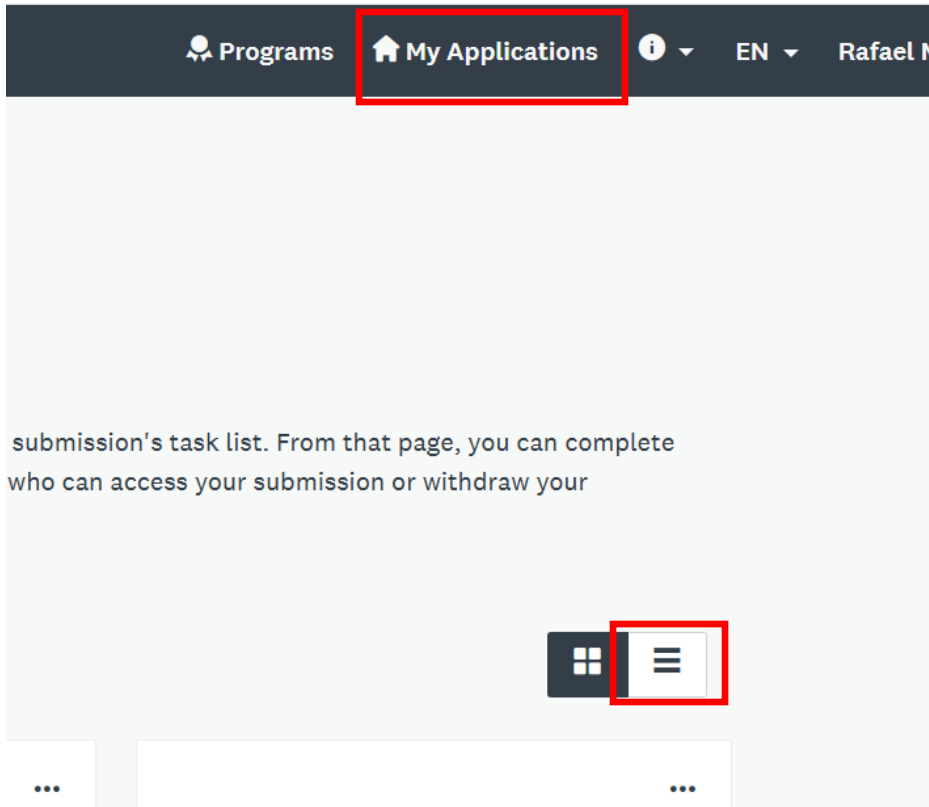 Programs My Applications EN Rafael
submission's task list. From that page, you can complete
who can access your submission or withdraw your